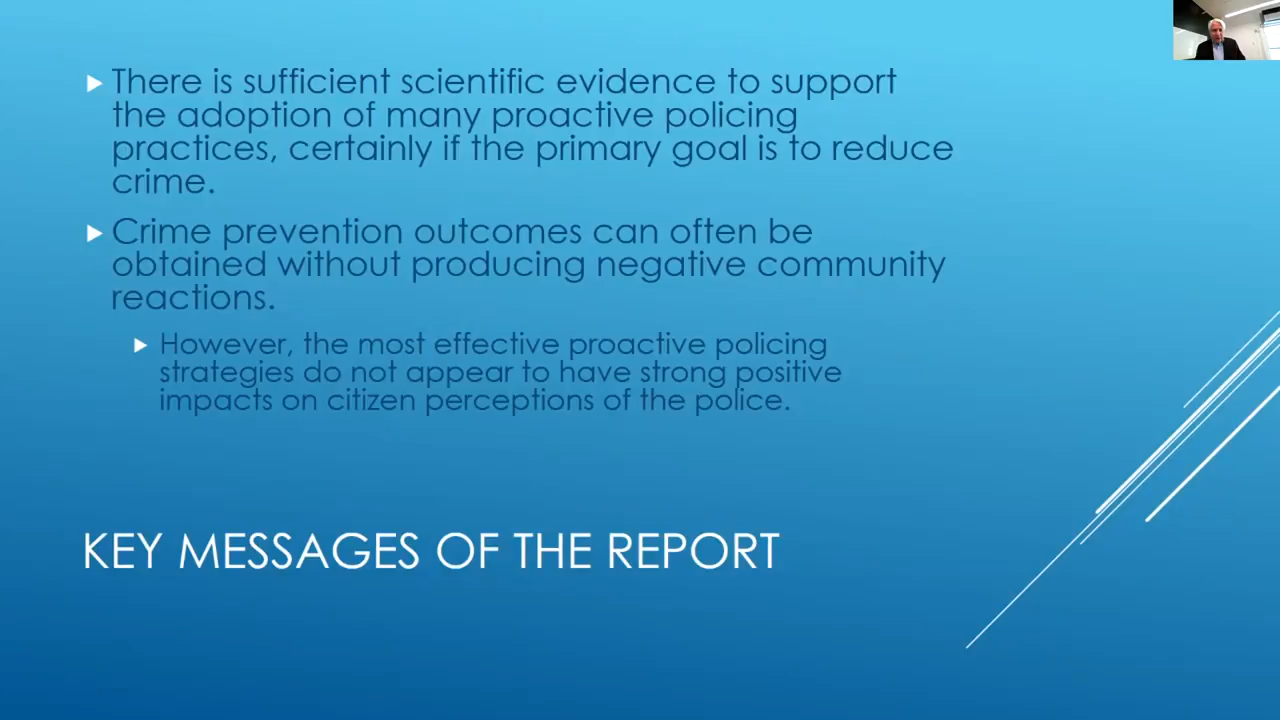 There is sufficient scientific evidence to support
the adoption of many proactive policing
practices, certainly if the primary goal is to reduce
crime.
Crime prevention outcomes can often be
obtained without producing negative community
reactions.
However, the most effective proactive policing
strategies do not appear to have strong positive
impacts on citizen perceptions of the police.
KEY MESSAGES OF THE REPORT